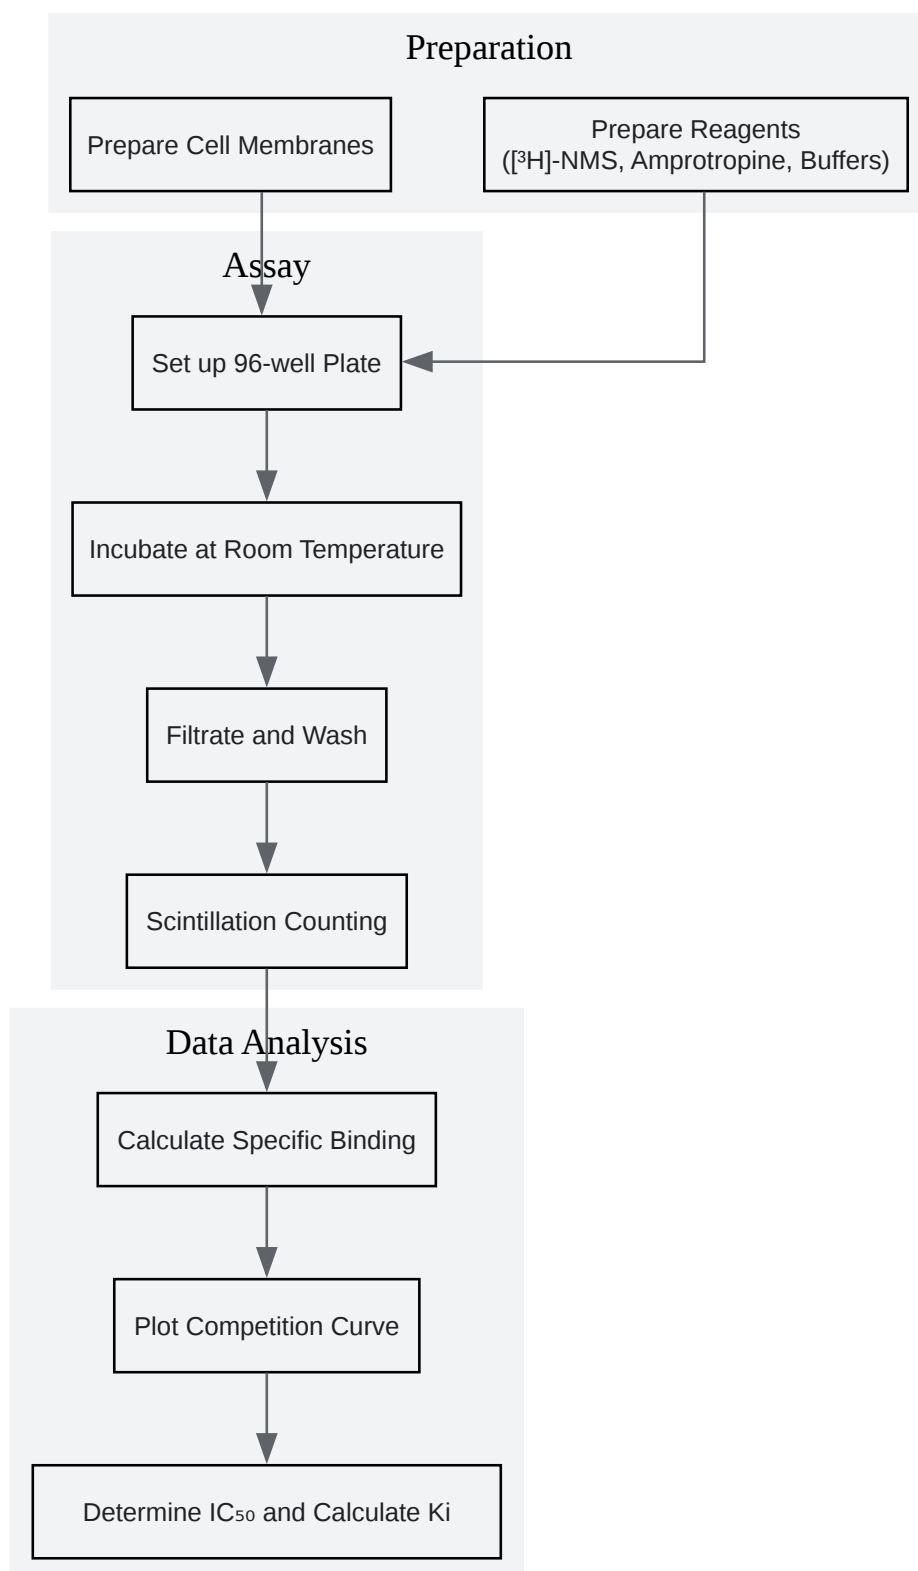 Preparation
Prepare Cell Membranes
Prepare Reagents
([³H]-NMS, Amprotropine, Buffers)
Assay
Set up 96-well Plate
Incubate at Room Temperature
Filtrate and Wash
Scintillation Counting
Data Analysis
Calculate Specific Binding
Plot Competition Curve
Determine IC₅₀ and Calculate Ki